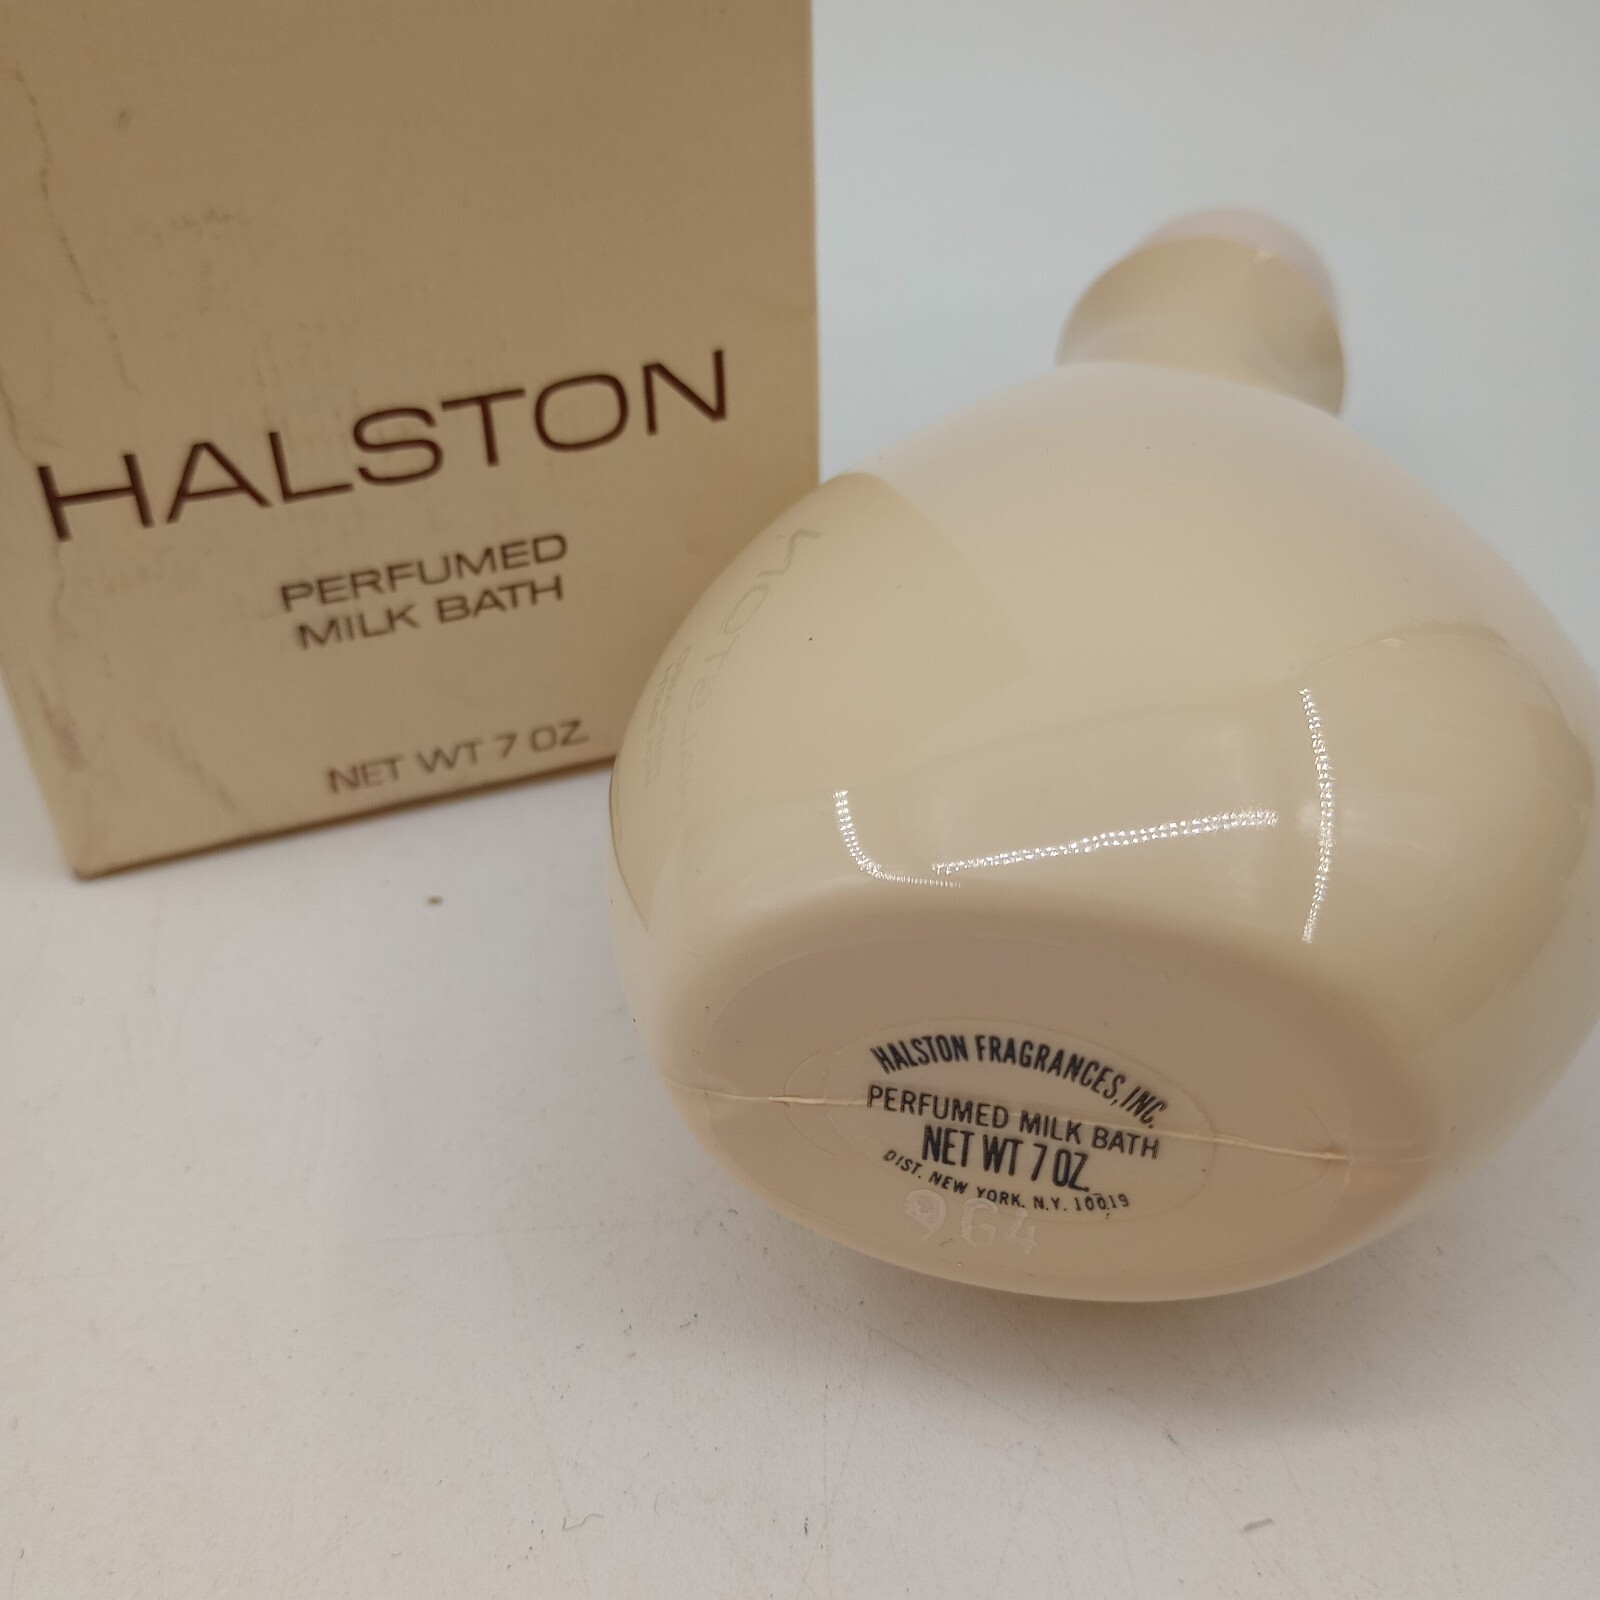 HALSTON
PERFUMED
MILK BATH
NET WT 7 OZ
HALSTON FRAGRANCES, INC.
PERFUMED MILK BATH
NET WT 7 OZ.
DIST. NEW YORK, N.Y. 10019
9G4